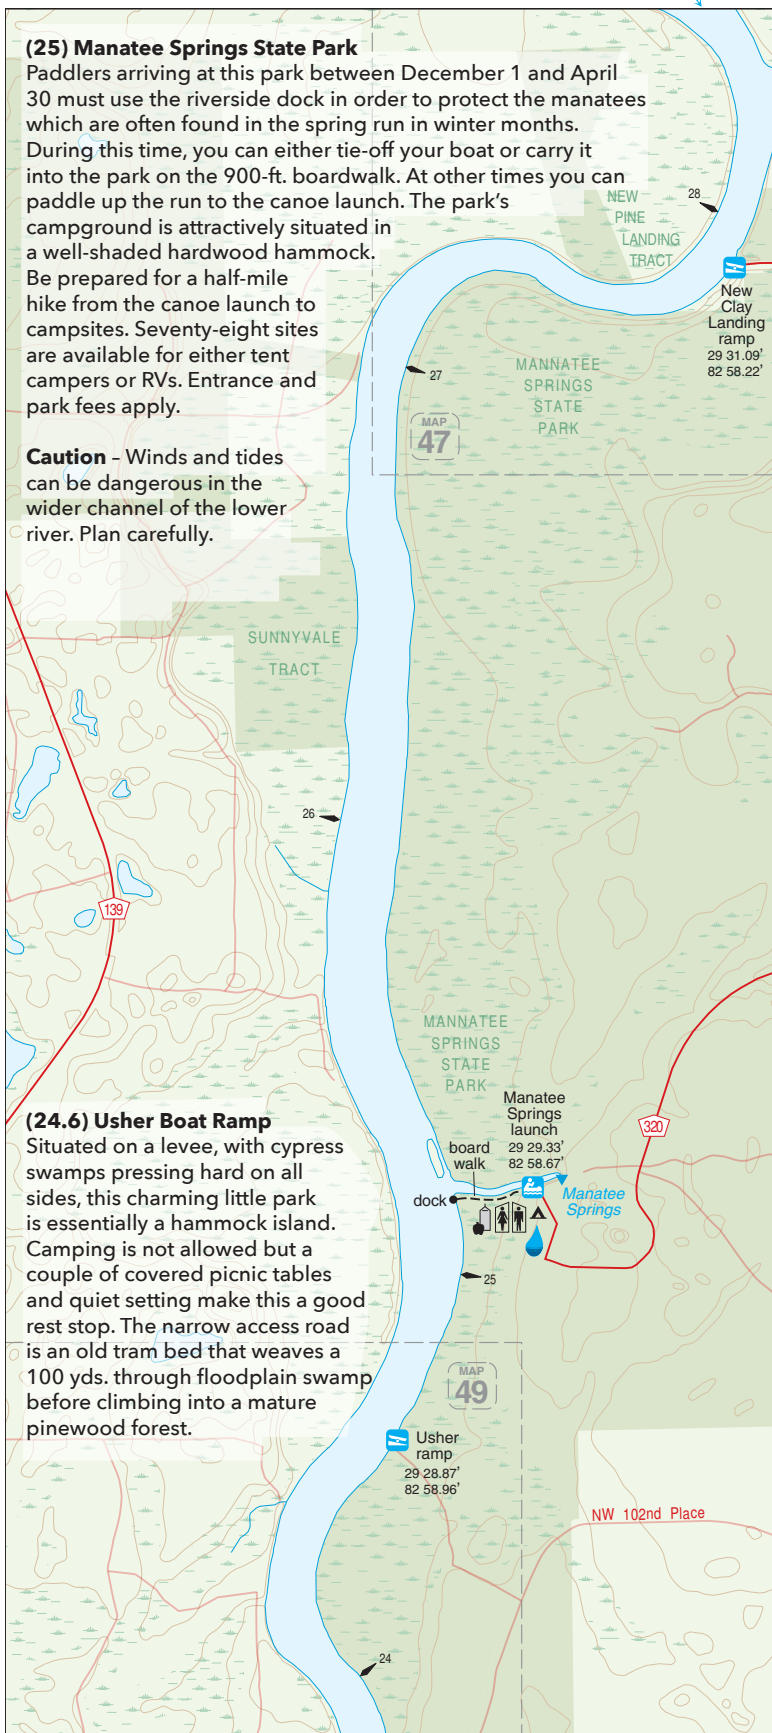 (25) Manatee Springs State Park
Paddlers arriving at this park between December 1 and April
30 must use the riverside dock in order to protect the manatees
which are often found in the spring run in winter months.
During this time, you can either tie-off your boat or carry it
into the park on the 900-ft. boardwalk. At other times you can
paddle up the run to the canoe launch. The park's
campground is attractively situated in
a well-shaded hardwood hammock.
Be prepared for a half-mile
hike from the canoe launch to
campsites. Seventy-eight sites
are available for either tent
campers or RVs. Entrance and
park fees apply.
Caution – Winds and tides
can be dangerous in the
wider channel of the lower
river. Plan carefully.
NEW
PINE
LANDING
TRACT
28
New
Clay
Landing
ramp
29 31.09'
82 58.22'
27
MANNATEE
SPRINGS
STATE
PARK
MAP
47
SUNNYVALE
TRACT
26
139
MANNATEE
SPRINGS
STATE
PARK
Manatee
Springs
launch
29 29.33'
82 58.67'
320
board
walk
dock
Manatee
Springs
25
(24.6) Usher Boat Ramp
Situated on a levee, with cypress
swamps pressing hard on all
sides, this charming little park
is essentially a hammock island.
Camping is not allowed but a
couple of covered picnic tables
and quiet setting make this a good
rest stop. The narrow access road
is an old tram bed that weaves a
100 yds. through floodplain swamp
before climbing into a mature
pinewood forest.
MAP
49
Usher
ramp
29 28.87'
82 58.96'
NW 102nd Place
24